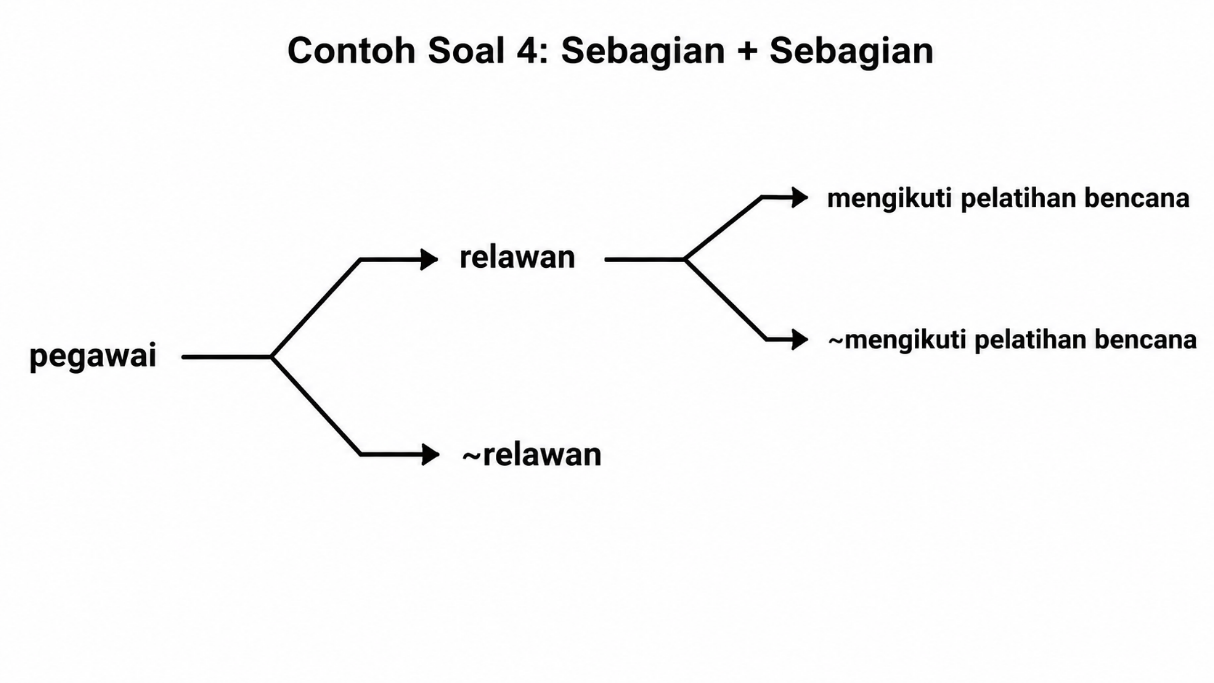 Contoh Soal 4: Sebagian + Sebagian
mengikuti pelatihan bencana
relawan
~mengikuti pelatihan bencana
pegawai
~relawan